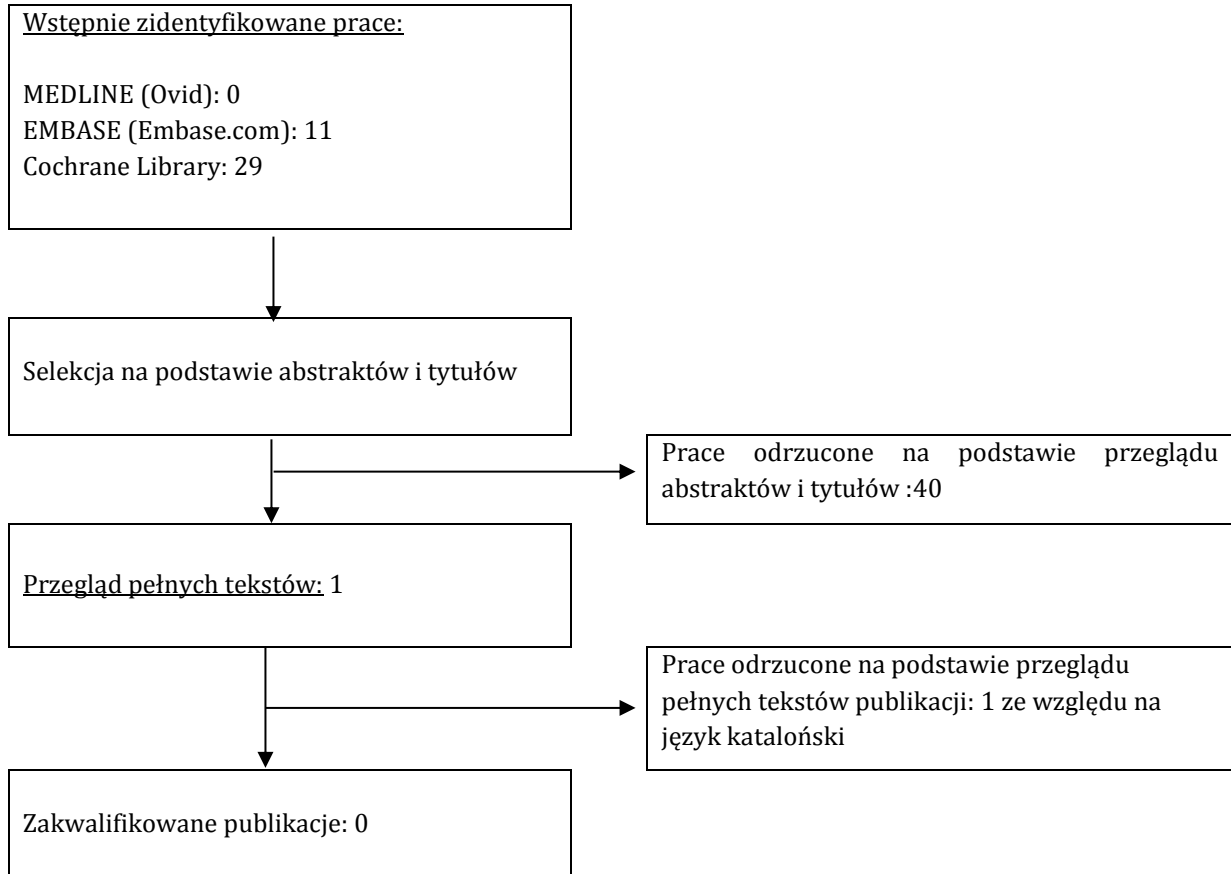 Wstępnie zidentyfikowane prace:
MEDLINE (Ovid): 0
EMBASE (Embase.com): 11
Cochrane Library: 29
Selekcja na podstawie abstraktów i tytułów
Prace odrzucone na podstawie przeglądu
abstraktów i tytułów :40
Przegląd pełnych tekstów: 1
Prace odrzucone na podstawie przeglądu
pełnych tekstów publikacji: 1 ze względu na
język kataloński
Zakwalifikowane publikacje: 0